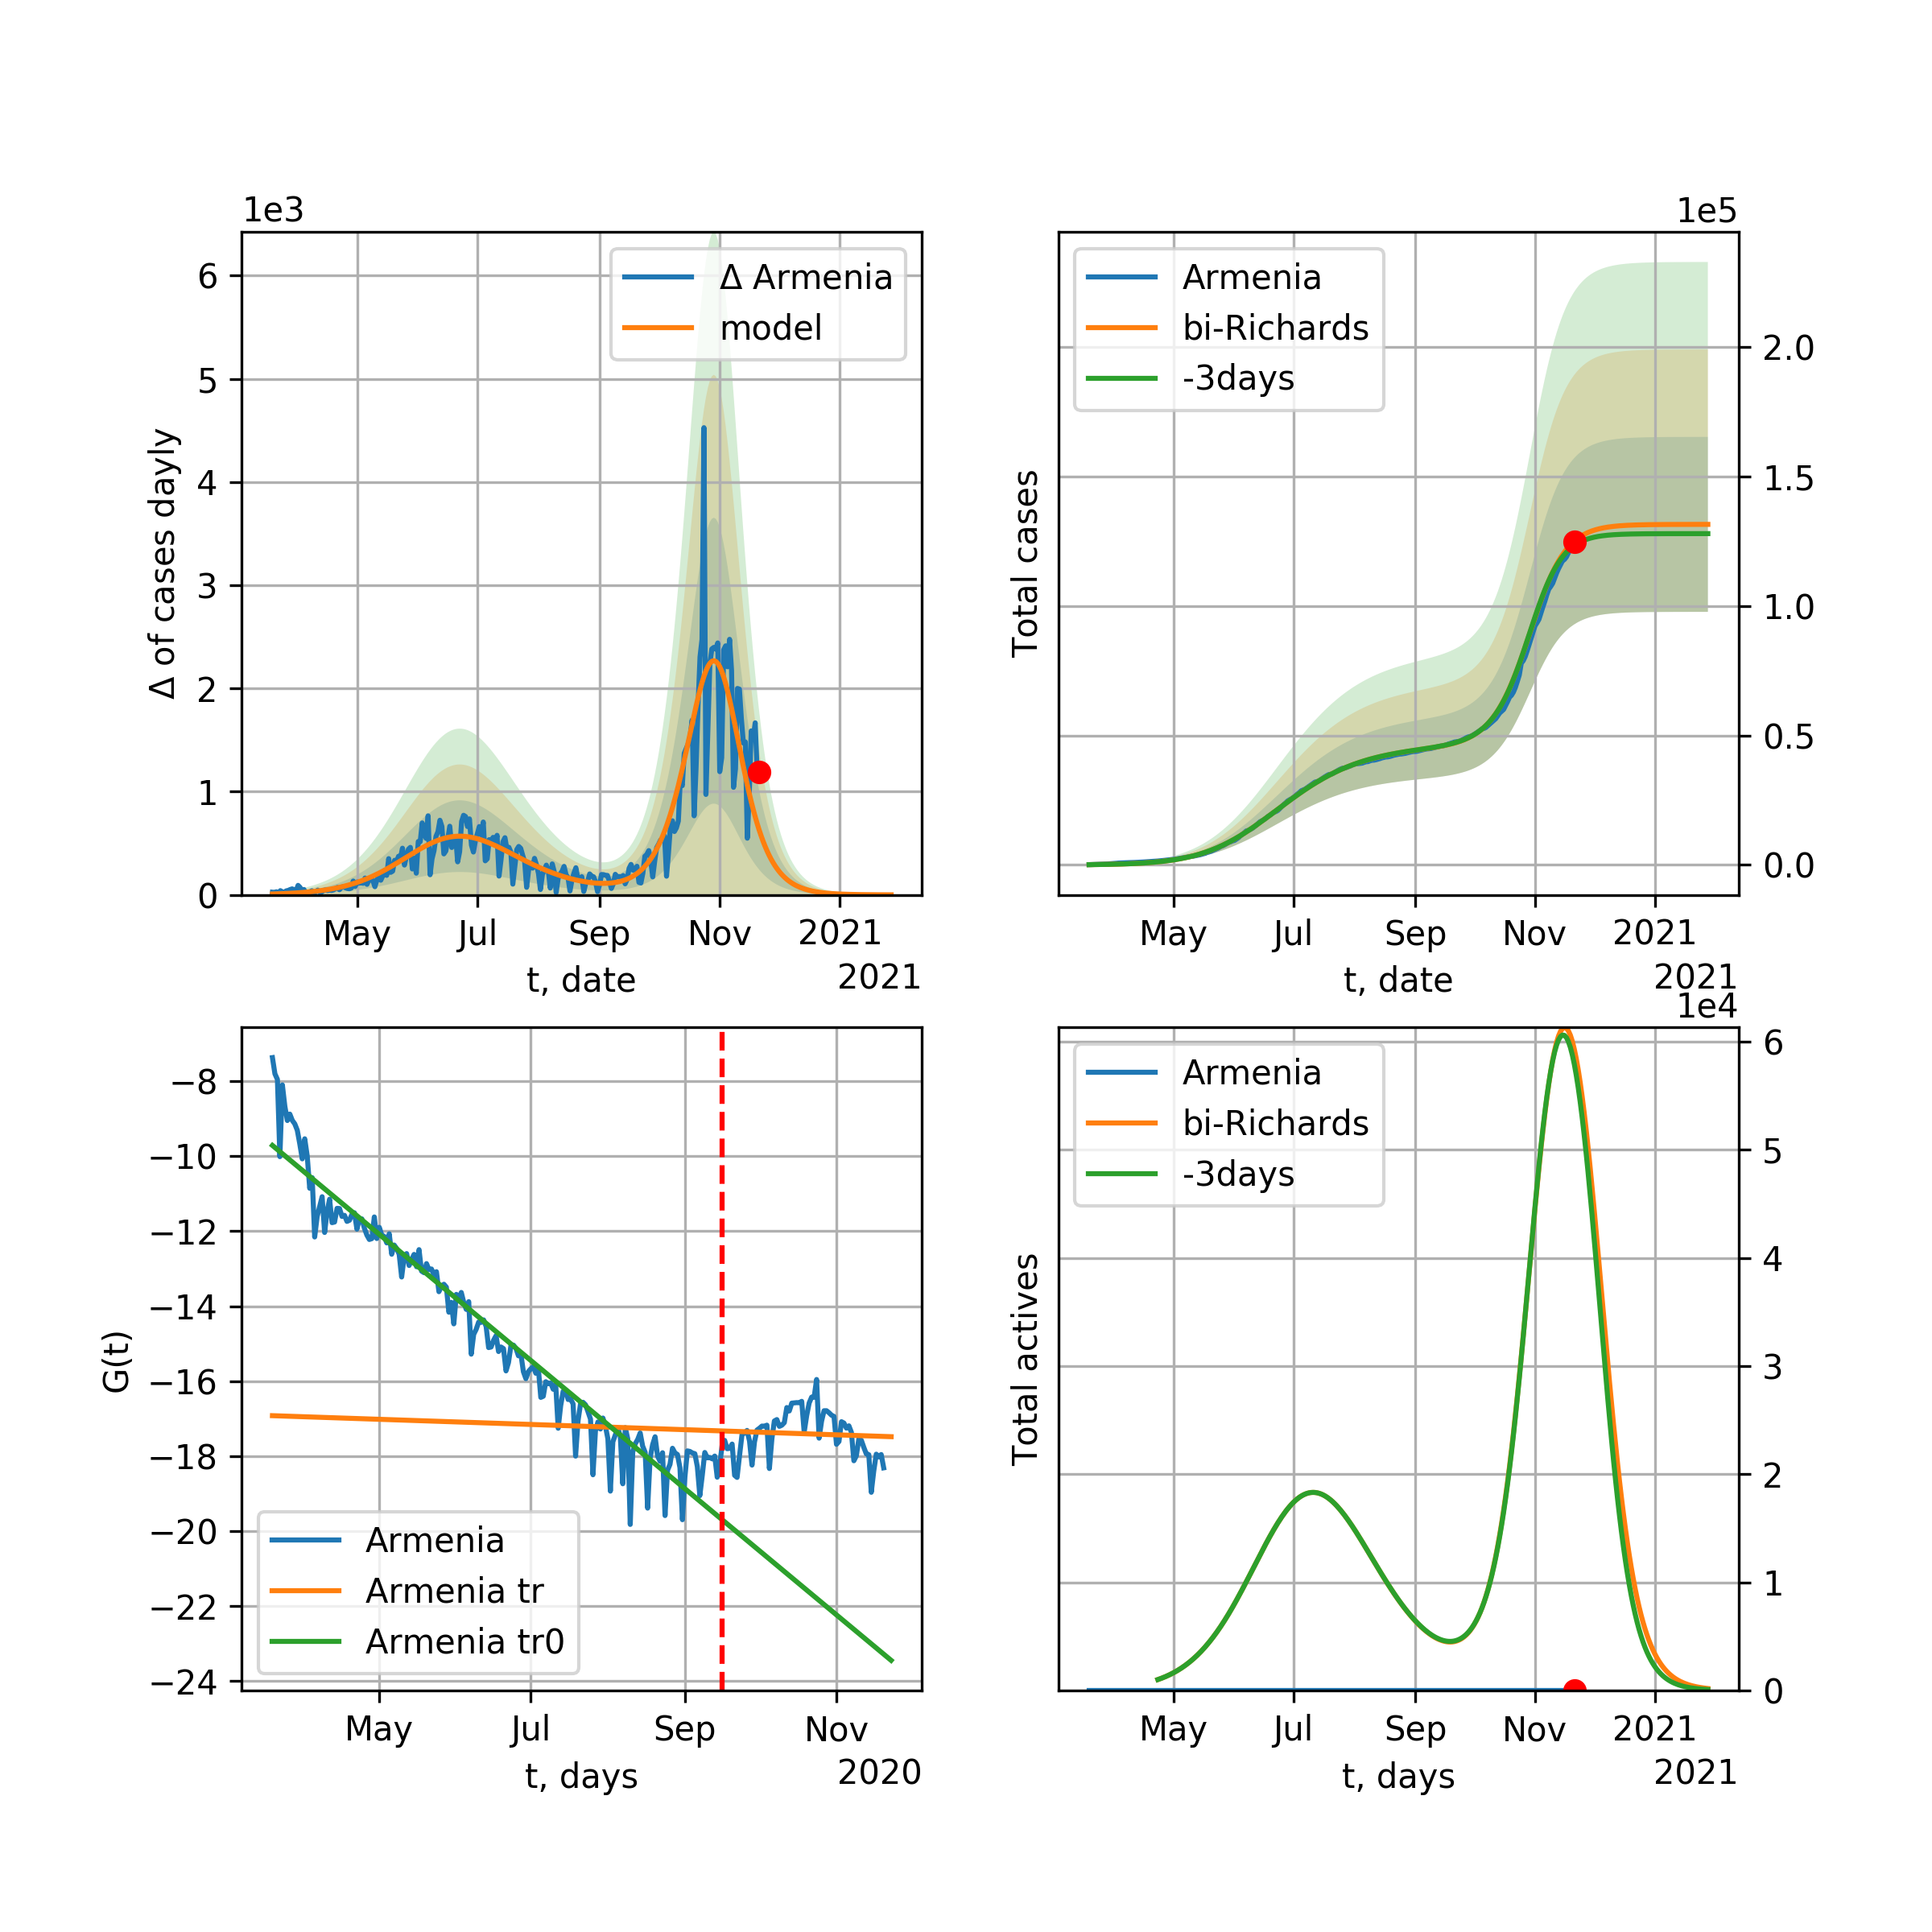 1e3
Δ of cases dayly
6
5
4
3
2
1
0
Δ Armenia
model
May
Jul
Sep
Nov
2021
t, date
2021
1e5
Total cases
Armenia
bi-Richards
-3days
2.0
1.5
1.0
0.5
0.0
May
Jul
Sep
Nov
2021
t, date
2021
G(t)
−8
−10
−12
−14
−16
−18
−20
−22
−24
Armenia
Armenia tr
Armenia tr0
May
Jul
Sep
Nov
t, days
2020
1e4
Total actives
Armenia
bi-Richards
-3days
6
5
4
3
2
1
0
May
Jul
Sep
Nov
2021
t, days
2021